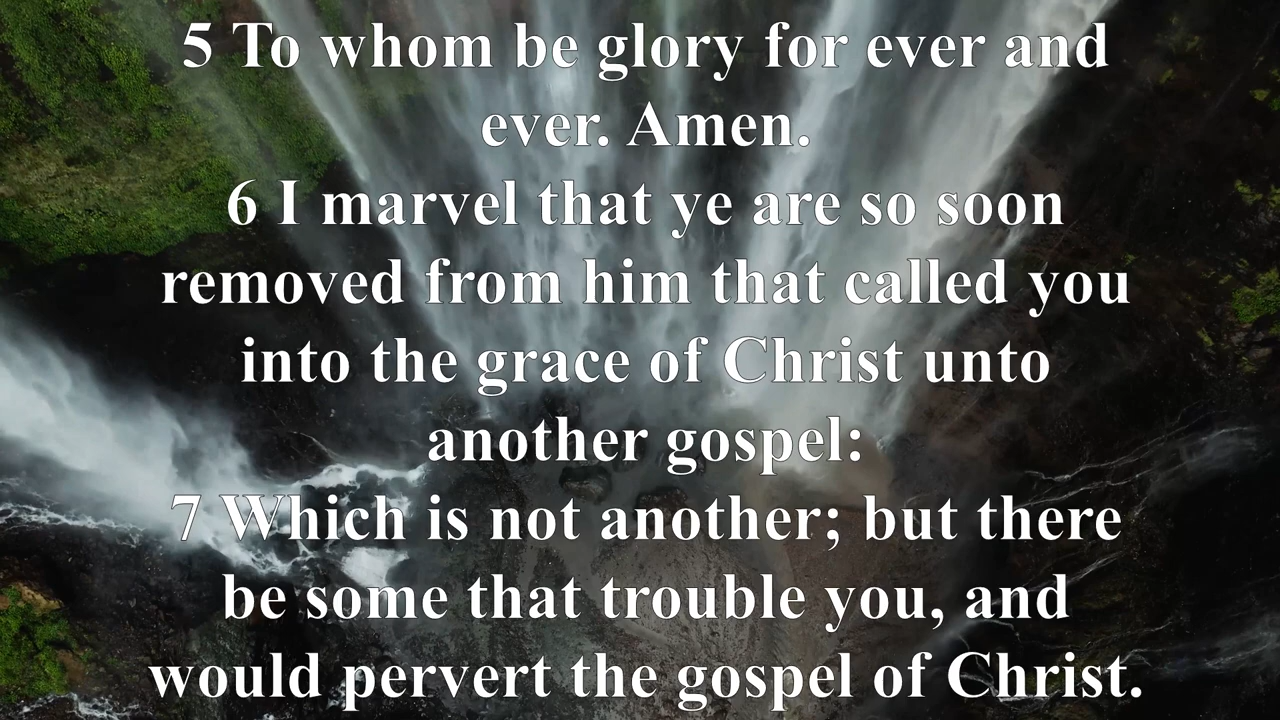 5 To whom be glory for ever and
ever. Amen.
6 I marvel that ye are so soon
removed from him that called you
into the grace of Christ unto
another gospel:
7 Which is not another; but there
be some that trouble you, and
would pervert the gospel of Christ.